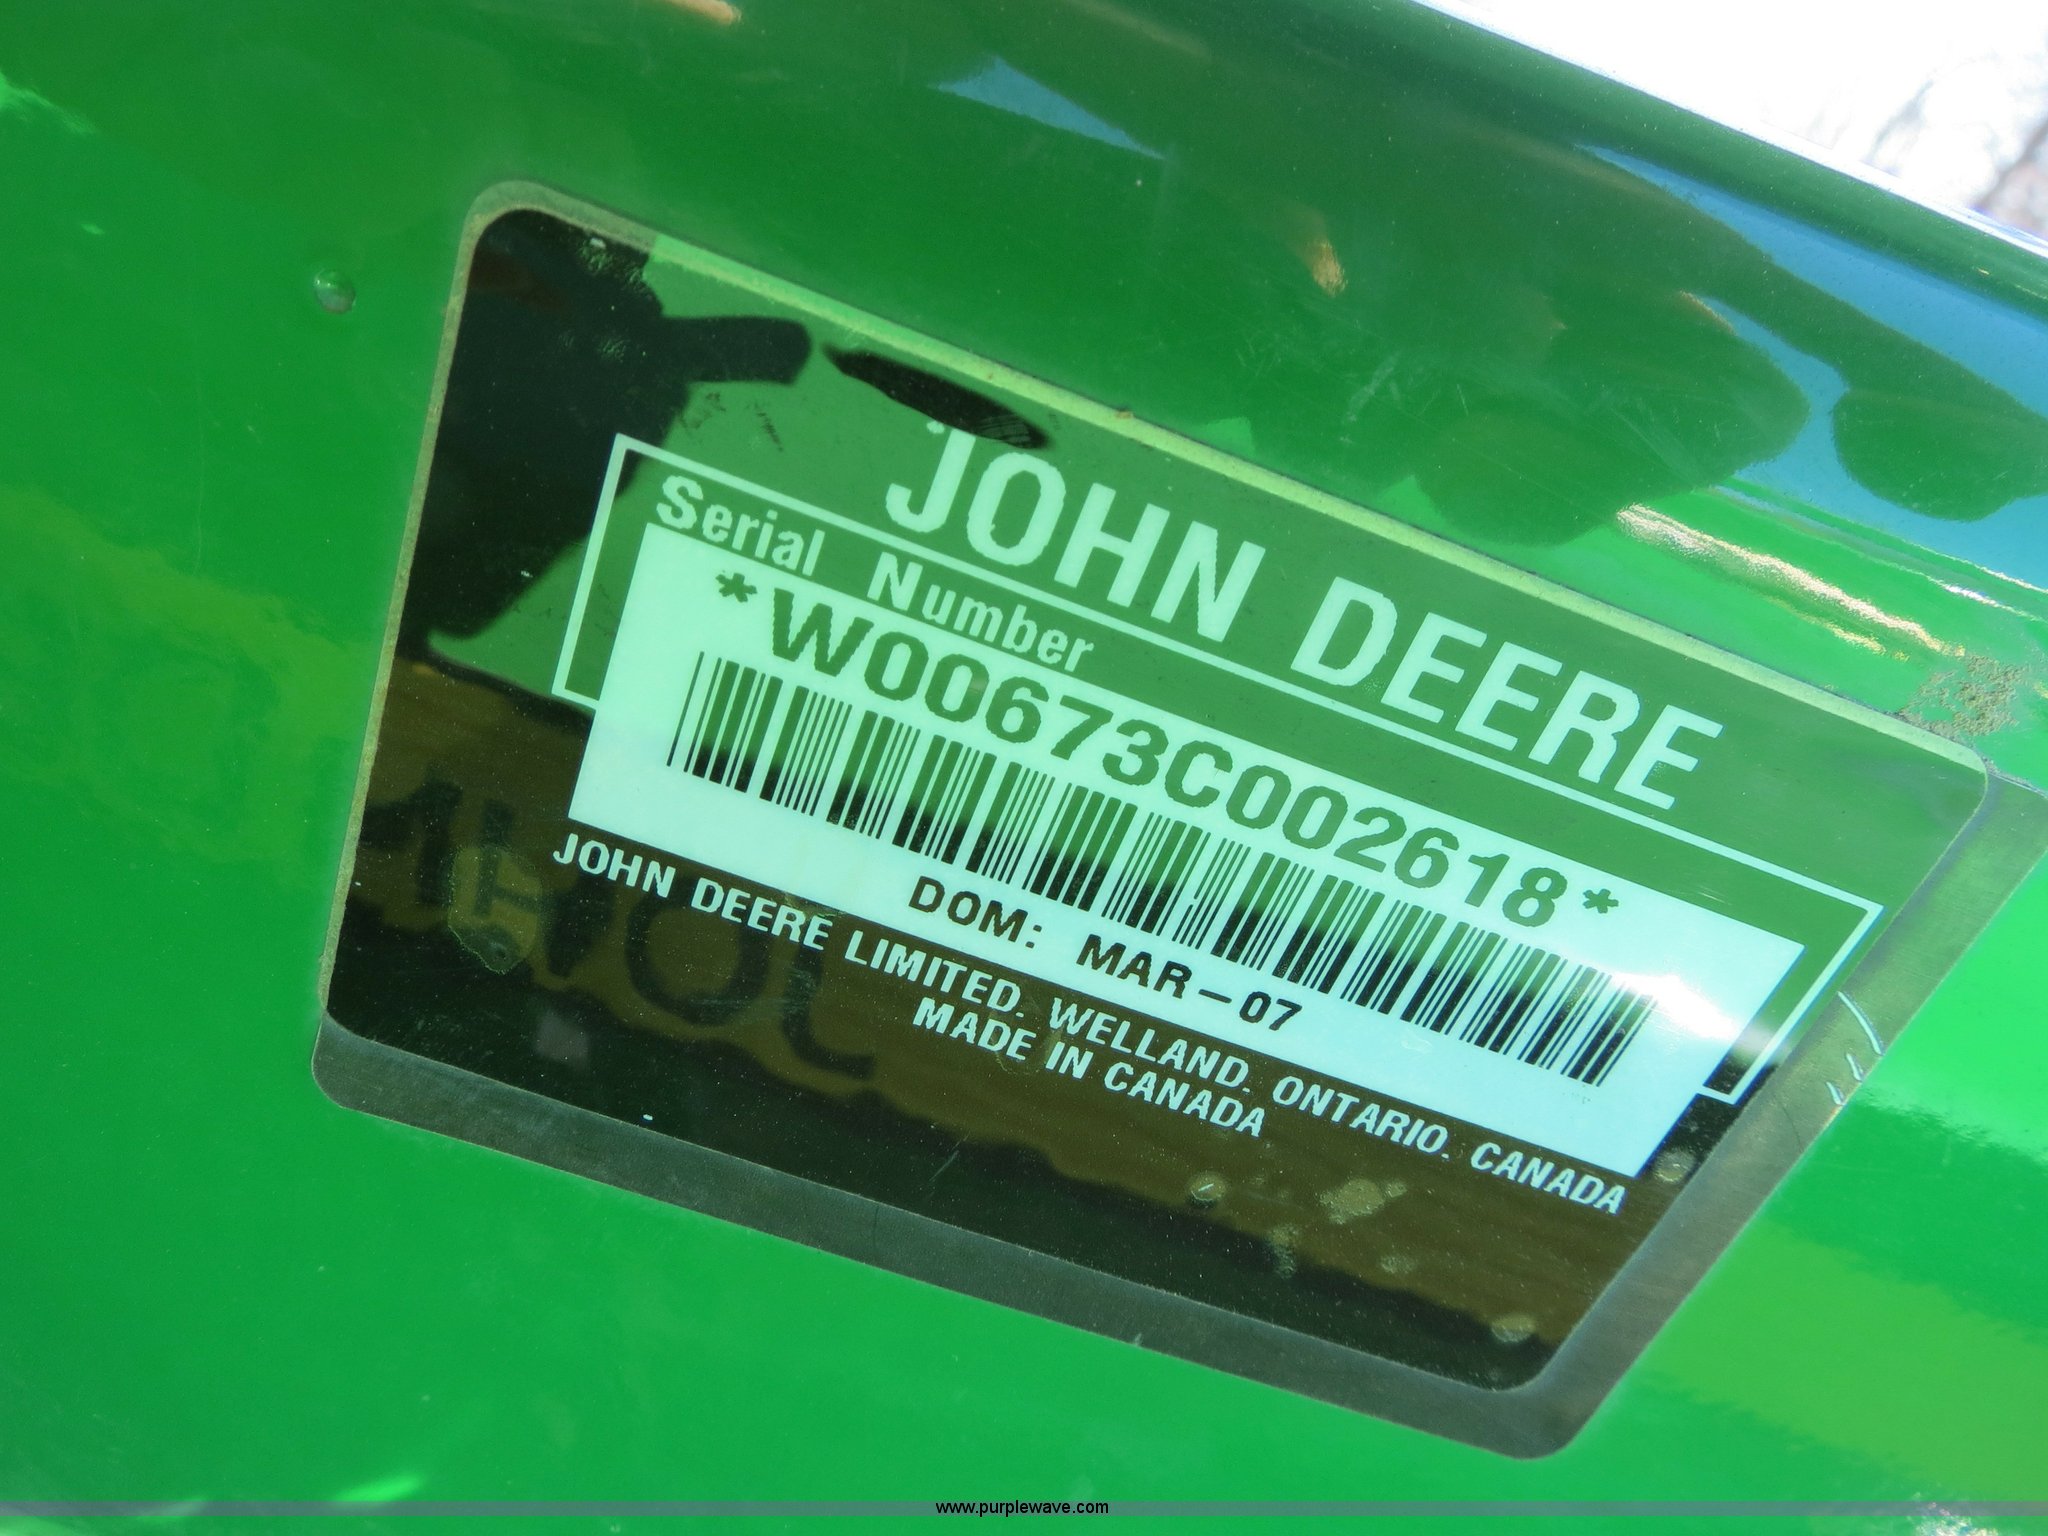 JOHN DEERE
Serial Number
*W00673C002618*
DOM: MAR-07
JOHN DEERE LIMITED. WELLAND. ONTARIO. CANADA
MADE IN CANADA
www.purplewave.com